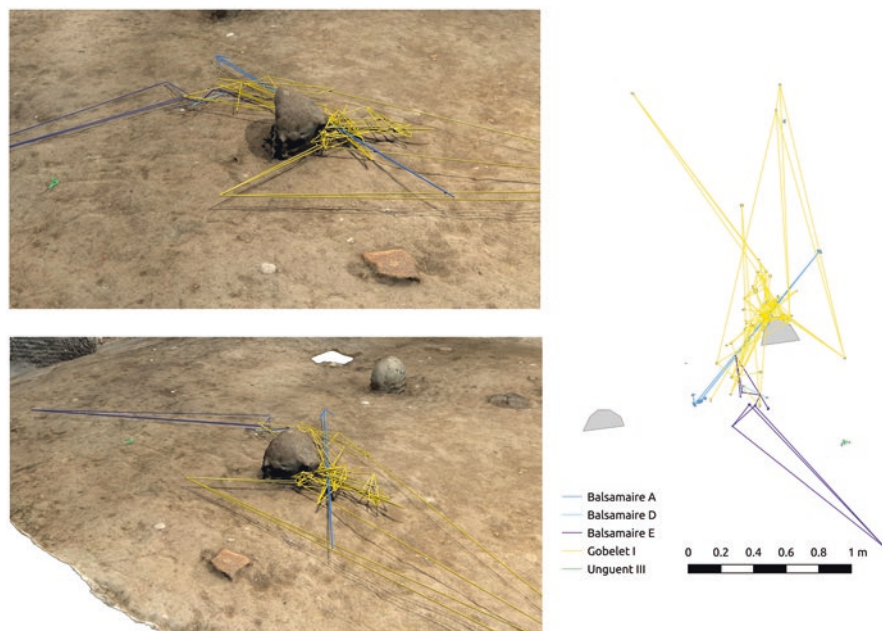 Balsamaire A
Balsamaire D
Balsamaire E
Gobelet I
Unguent III
0 0.2 0.4 0.6 0.8 1 m